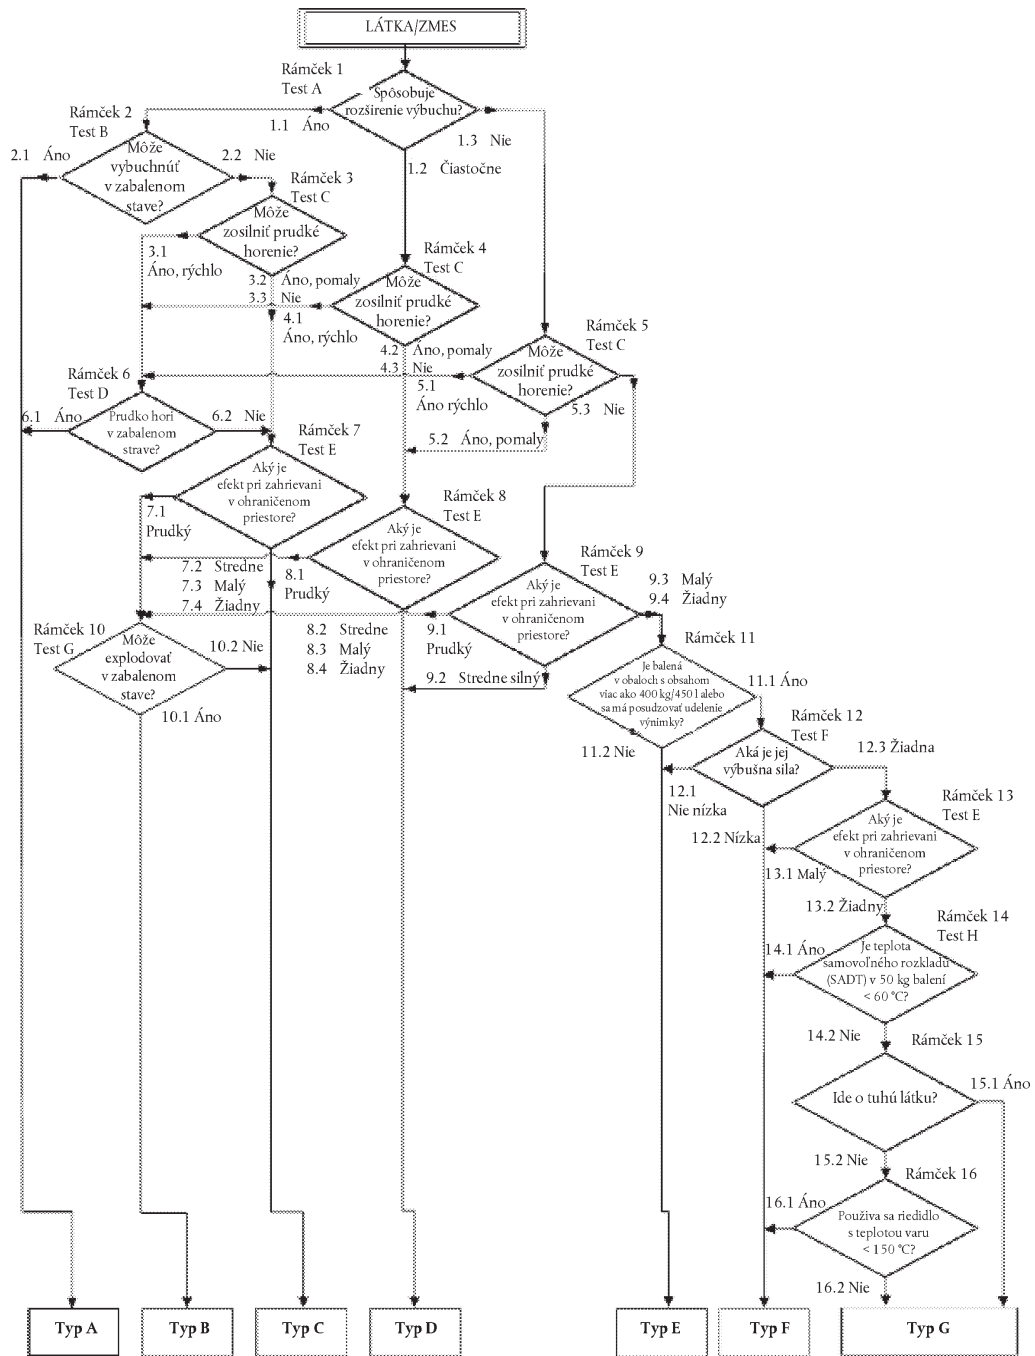 LÁTKA/ZMES
Rámček 1
Test A
Spôsobuje
rozširenie výbuchu?
1.1 Áno
1.3 Nie
1.2 Čiastočne
Rámček 2
Test B
Môže
vybuchnúť
v zabalenom
stave?
2.1 Áno
2.2 Nie
Rámček 3
Test C
Môže
zosilniť prudké
horenie?
3.1
Áno, rýchlo
3.2 Áno, pomaly
3.3 Nie
Rámček 4
Test C
Môže
zosilniť prudké
horenie?
4.1
Áno, rýchlo
4.2 Áno, pomaly
4.3 Nie
Rámček 5
Test C
Môže
zosilniť prudké
horenie?
5.1
Áno rýchlo
5.3 Nie
5.2 Áno, pomaly
Rámček 6
Test D
Prudko hori
v zabalenom
strave?
6.1 Áno
6.2 Nie
Rámček 7
Test E
Aký je
efekt pri zahrievani
v ohraničenom
priestore?
7.1
Prudký
7.2 Stredne
7.3 Malý
7.4 Žiadny
Rámček 8
Test E
Aký je
efekt pri zahrievani
v ohraničenom
priestore?
8.1
Prudký
8.2 Stredne
8.3 Malý
8.4 Žiadny
Rámček 9
Test E
Aký je
efekt pri zahrievani
v ohraničenom
priestore?
9.1
Prudký
9.2 Stredne silný
9.3 Malý
9.4 Žiadny
Rámček 10
Test G
Môže
explodovať
v zabalenom
stave?
10.2 Nie
10.1 Áno
Rámček 11
Je balená
v obaloch s obsahom
viac ako 400 kg/450 l alebo
sa má posudzovať udelenie
výnimky?
11.1 Áno
11.2 Nie
Rámček 12
Test F
Aká je jej
výbušna sila?
12.3 Žiadna
12.1
Nie nízka
12.2 Nízka
Rámček 13
Test E
Aký je
efekt pri zahrievani
v ohraničenom
priestore?
13.1 Malý
13.2 Žiadny
Rámček 14
Test H
14.1 Áno
Je teplota
samovoľného rozkladu
(SADT) v 50 kg balení
< 60 °C?
14.2 Nie
Rámček 15
Ide o tuhú látku?
15.1 Áno
15.2 Nie
Rámček 16
16.1 Áno
Používa sa riedidlo
s teplotou varu
< 150 °C?
16.2 Nie
Typ A
Typ B
Typ C
Typ D
Typ E
Typ F
Typ G